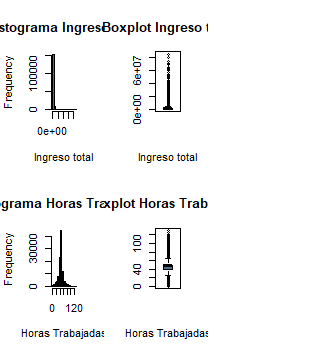 stograma Ingres
Boxplot Ingreso t
Frequency
0
100000
0e+00
Ingreso total
0e+00
6e+07
Ingreso total
grama Horas Tra
xplot Horas Trab
Frequency
0
30000
0
120
Horas Trabajadas
0
40
100
Horas Trabajadas